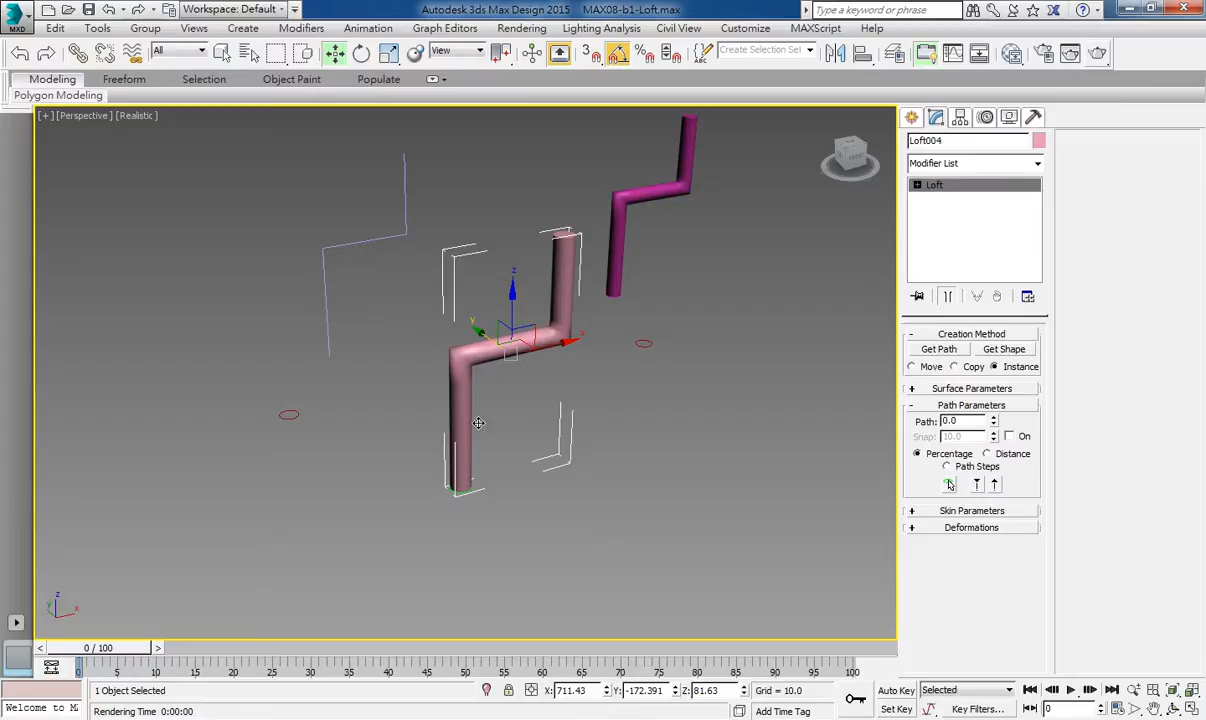 MXD
Workspace: Default
Autodesk 3ds Max Design 2015 MAX08-b1-Loft.max
Type a keyword or phrase
Edit Tools Group Views Create Modifiers Animation Graph Editors Rendering Lighting Analysis Civil View Customize MAXScript Help
All
View
3
Create Selection Set
Modeling Freeform Selection Object Paint Populate
Polygon Modeling
[+] [Perspective] [Realistic]
Loft004
Modifier List
Loft
z
y
x
- Creation Method
Get Path Get Shape
Move Copy Instance
+ Surface Parameters
- Path Parameters
Path: 0.0
Snap: 10.0 On
Percentage Distance
Path Steps
+ Skin Parameters
+ Deformations
z
y
x
< 0 / 100 >
0 5 10 15 20 25 30 35 40 45 50 55 60 65 70 75 80 85 90 95 100
1 Object Selected X: 711.43 Y: -172.391 Z: 81.63 Grid = 10.0 Auto Key Selected
Welcome to M Rendering Time 0:00:00 Add Time Tag Set Key Key Filters... 0